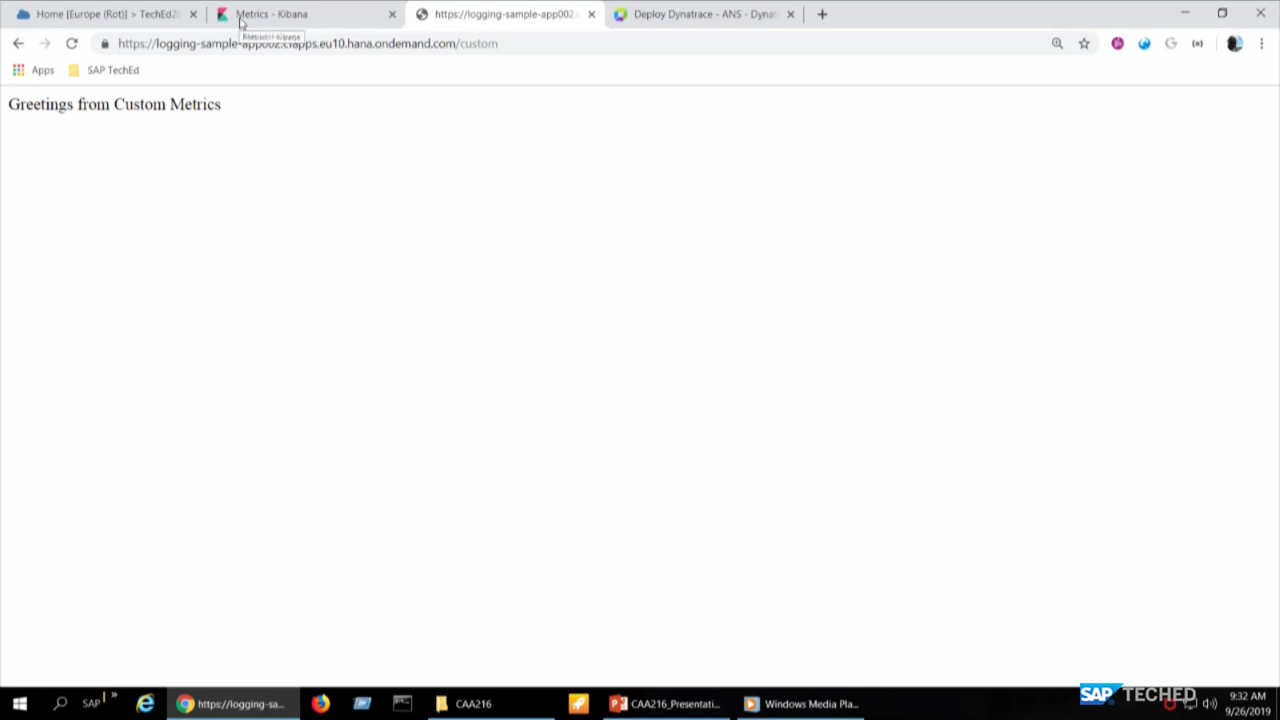 Home [Europe (Rot)] > TechEd2
Metrics - Kibana
https://logging-sample-app002.
Deploy Dynatrace - ANS - Dynat
https://logging-sample-app002.cfapps.eu10.hana.ondemand.com/custom
Apps
SAP TechEd
Greetings from Custom Metrics
SAP
https://logging-sa...
CAA216
CAA216_Presentati...
Windows Media Pla...
SAP TECHED
9:32 AM
9/26/2019